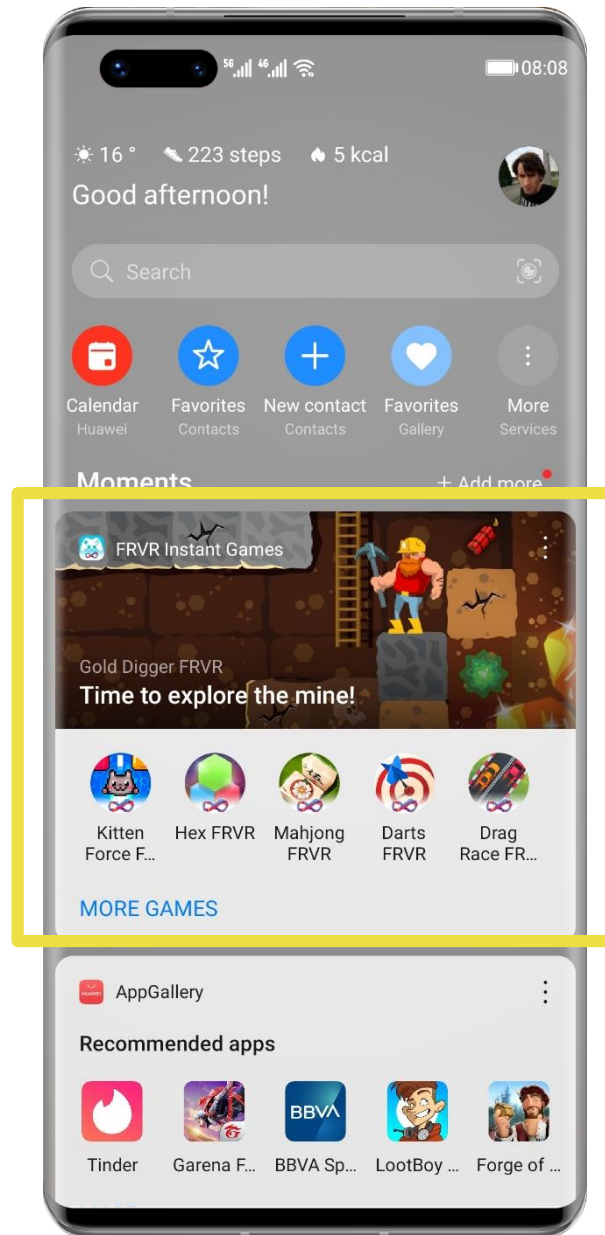 5G 4G 08:08
16 ° 223 steps 5 kcal
Good afternoon!
Search
Calendar Favorites New contact Favorites More
Huawei Contacts Contacts Gallery Services
Moments + Add more
FRVR Instant Games
Gold Digger FRVR
Time to explore the mine!
Kitten Hex FRVR Mahjong Darts Drag
Force F... FRVR FRVR Race FR...
MORE GAMES
HUAWEI AppGallery
Recommended apps
BBVA
Tinder Garena F... BBVA Sp... LootBoy ... Forge of ...